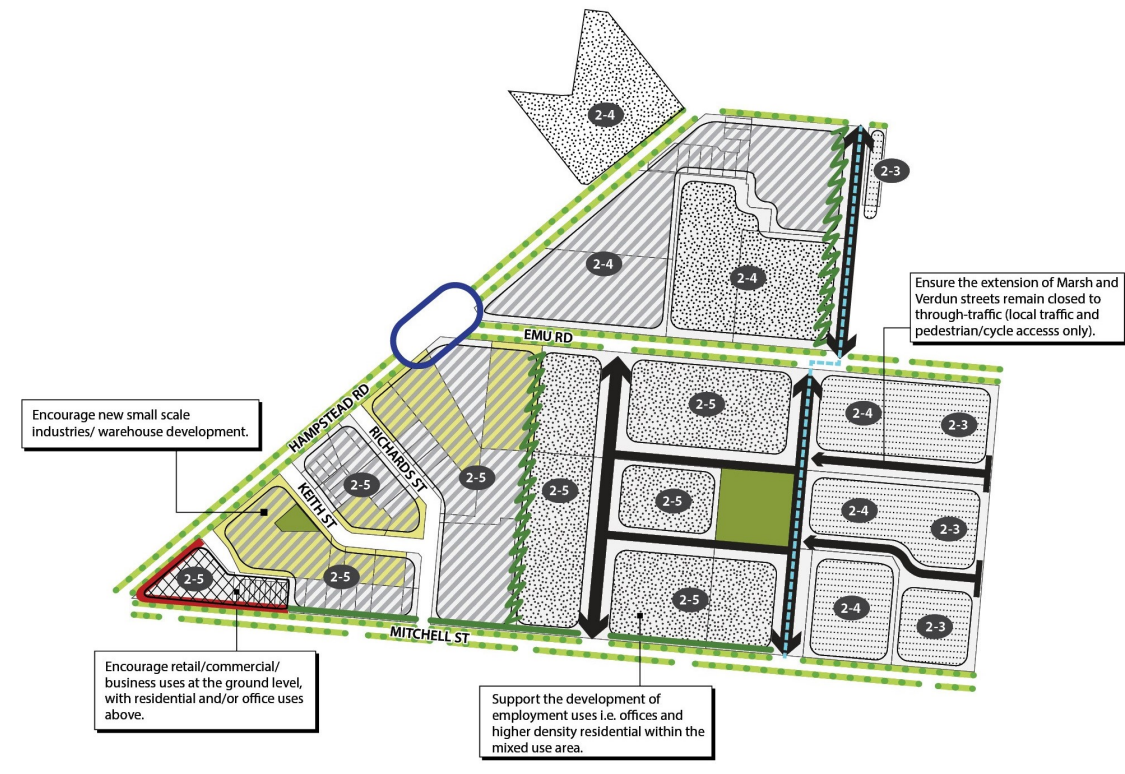 2-4
2-3
2-4
2-4
Ensure the extension of Marsh and
Verdun streets remain closed to
through-traffic (local traffic and
pedestrian/cycle accesss only).
EMU RD
HAMPSTEAD RD
RICHARDS ST
KEITH ST
2-5
2-4
2-3
Encourage new small scale
industries/ warehouse development.
2-5
2-5
2-5
2-5
2-4
2-3
2-5
2-5
2-5
2-4
2-3
MITCHELL ST
Encourage retail/commercial/
business uses at the ground level,
with residential and/or office uses
above.
Support the development of
employment uses i.e. offices and
higher density residential within the
mixed use area.